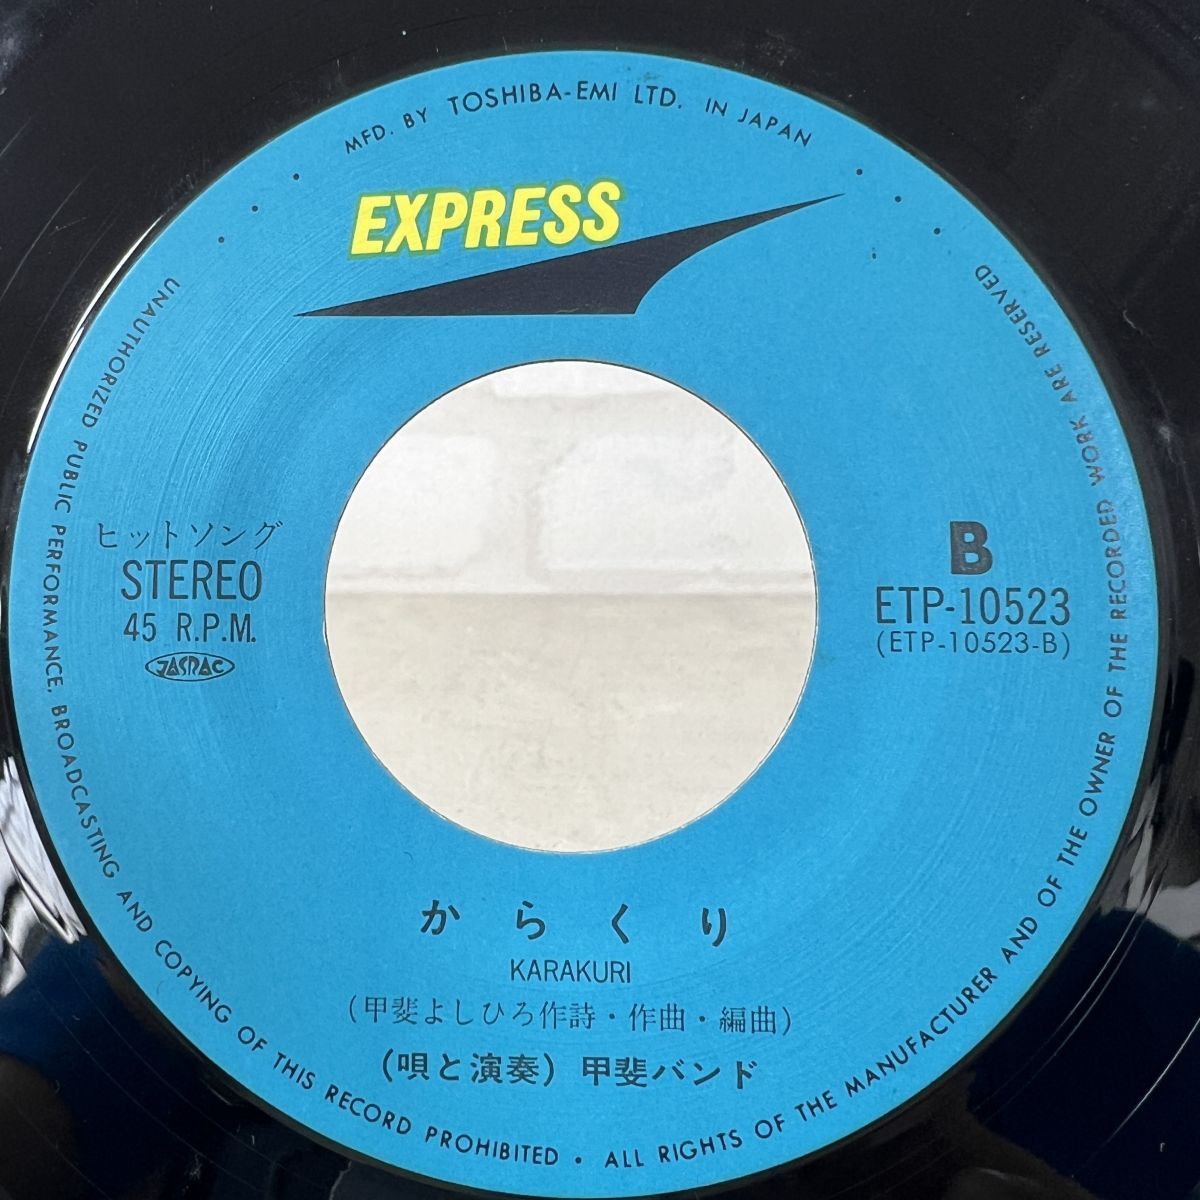 MFD. BY TOSHIBA-EMI LTD. IN JAPAN
EXPRESS
ヒットソング
STEREO
45 R.P.M.
JASRAC
B
ETP-10523
(ETP-10523-B)
からくり
KARAKURI
(甲斐よしひろ作詩・作曲・編曲)
(唄と演奏) 甲斐バンド
UNAUTHORIZED PUBLIC PERFORMANCE, BROADCASTING AND COPYING OF THIS RECORD PROHIBITED • ALL RIGHTS OF THE MANUFACTURER AND OF THE OWNER OF THE RECORDED WORK ARE RESERVED